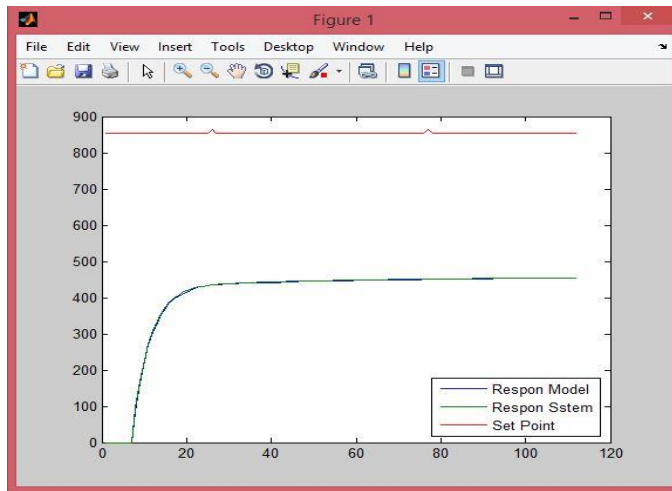 Figure 1
File Edit View Insert Tools Desktop Window Help
900
800
700
600
500
400
300
200
100
0
0 20 40 60 80 100 120
Respon Model
Respon Sstem
Set Point